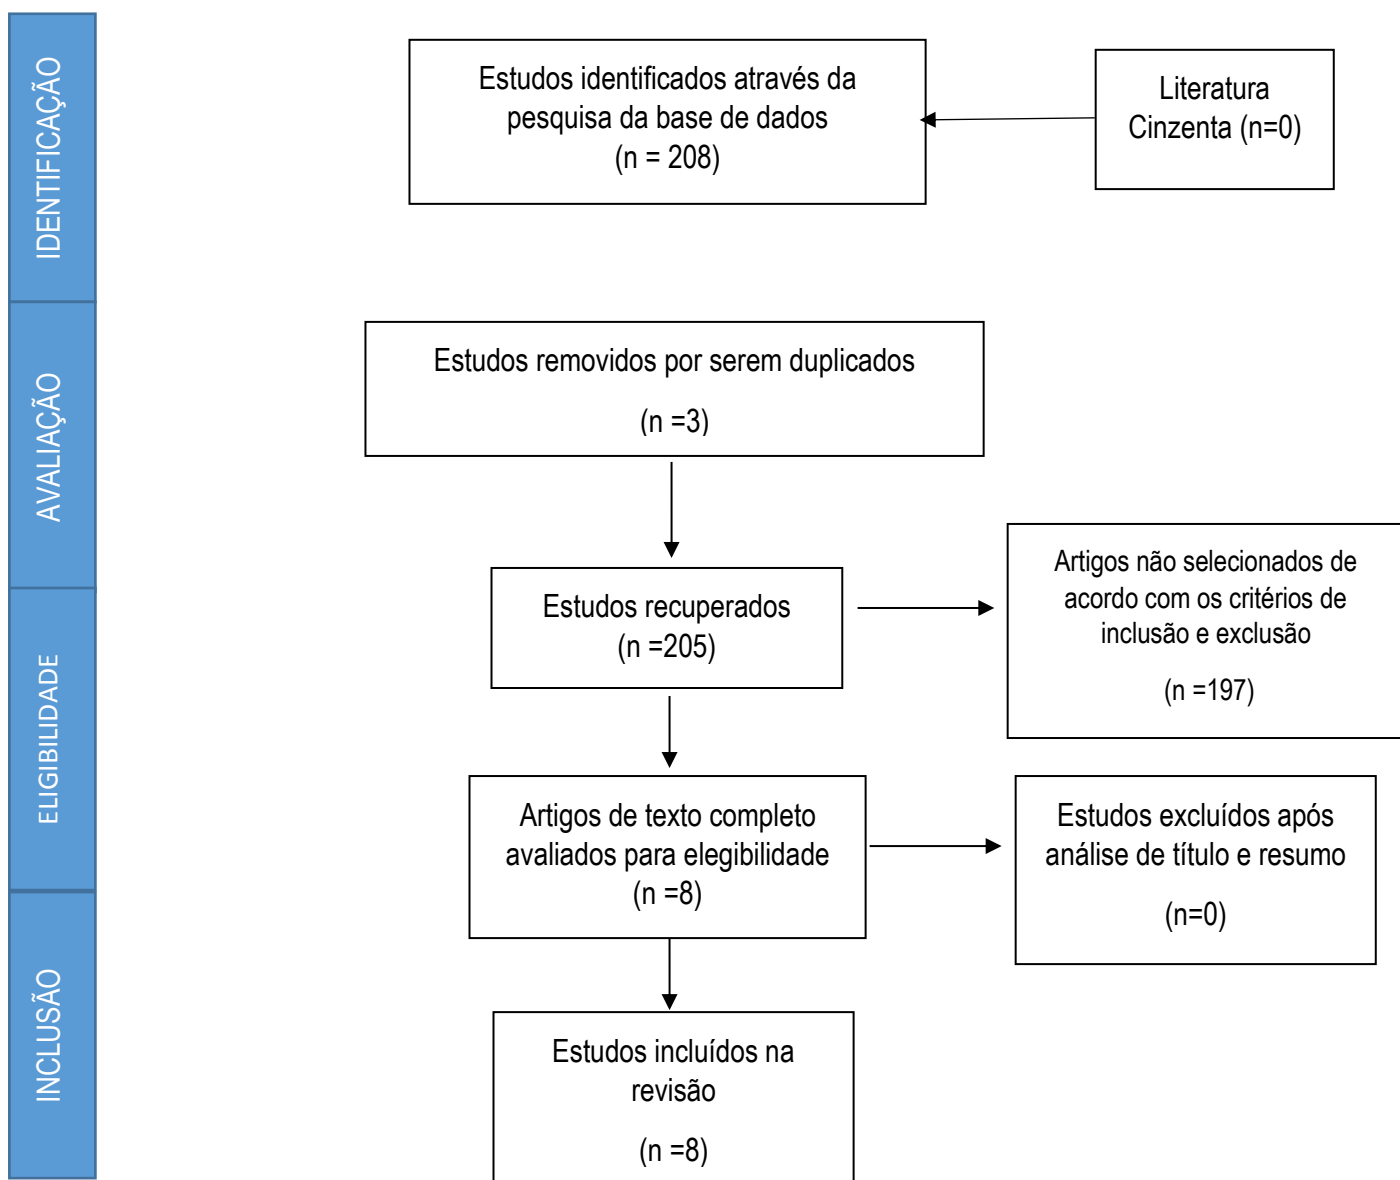 IDENTIFICAÇÃO
Estudos identificados através da
pesquisa da base de dados
(n = 208)
Literatura
Cinzenta (n=0)
AVALIAÇÃO
Estudos removidos por serem duplicados
(n =3)
Estudos recuperados
(n =205)
Artigos não selecionados de
acordo com os critérios de
inclusão e exclusão
(n =197)
ELIGIBILIDADE
Artigos de texto completo
avaliados para elegibilidade
(n =8)
Estudos excluídos após
análise de título e resumo
(n=0)
INCLUSÃO
Estudos incluídos na
revisão
(n =8)